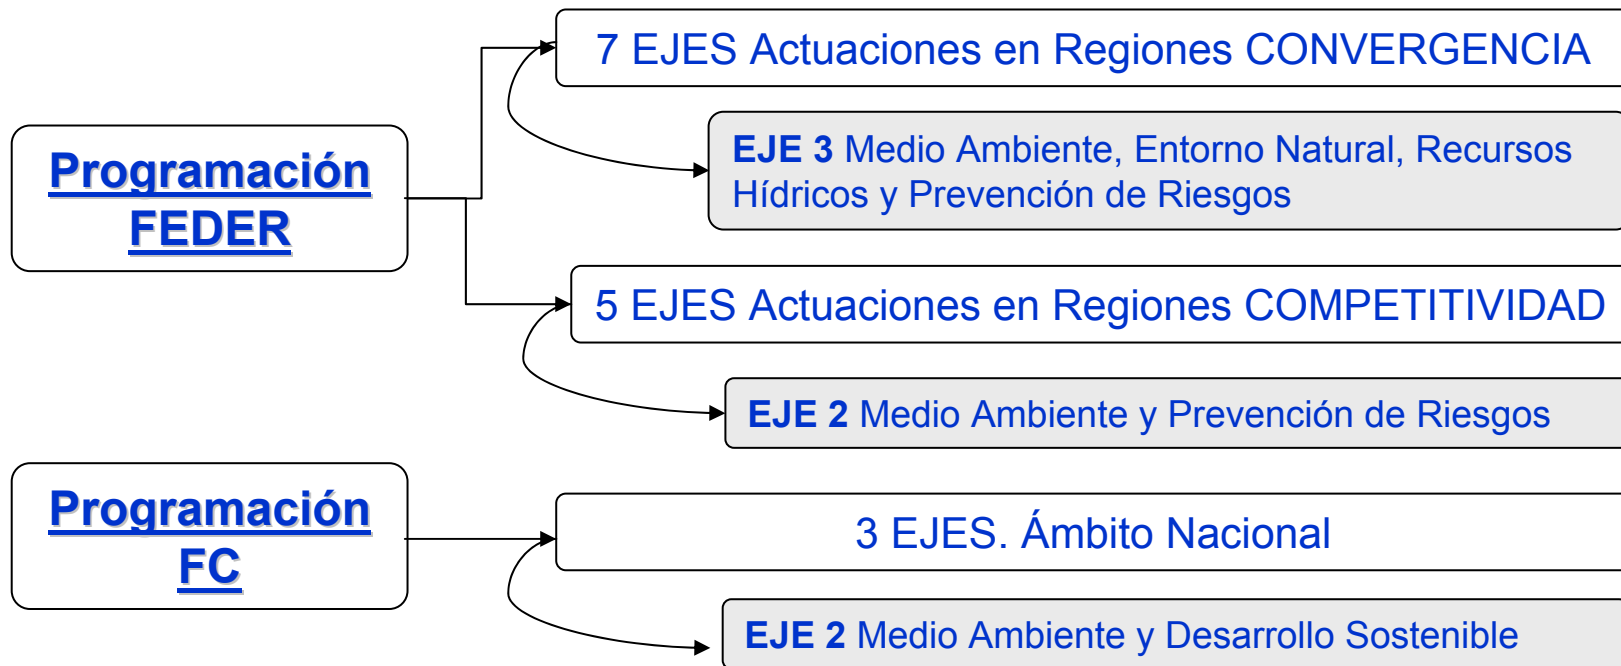 7 EJES Actuaciones en Regiones CONVERGENCIA
Programación
FEDER
EJE 3 Medio Ambiente, Entorno Natural, Recursos
Hídricos y Prevención de Riesgos
5 EJES Actuaciones en Regiones COMPETITIVIDAD
EJE 2 Medio Ambiente y Prevención de Riesgos
Programación
FC
3 EJES. Ámbito Nacional
EJE 2 Medio Ambiente y Desarrollo Sostenible